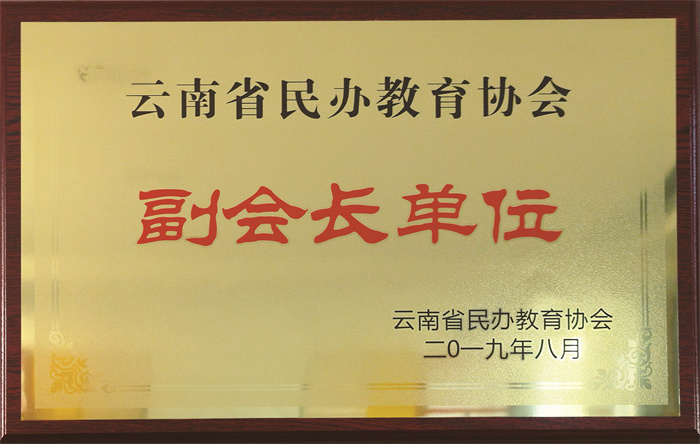 云南省民办教育协会
副会长单位
云南省民办教育协会
二0一九年八月